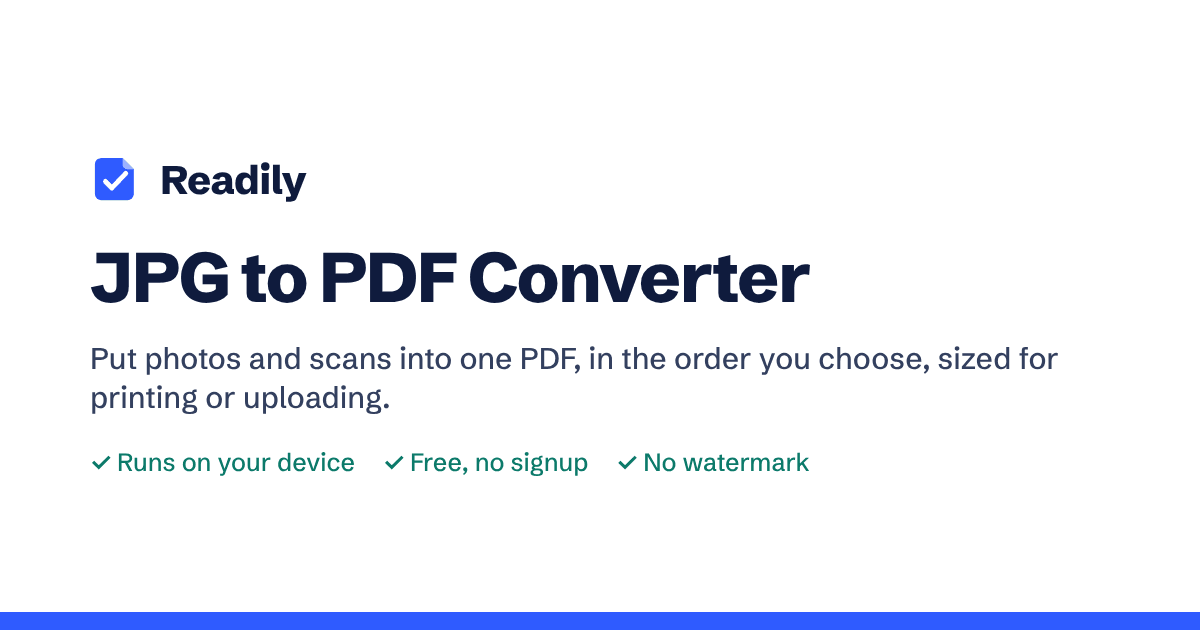 Readily
JPG to PDF Converter
Put photos and scans into one PDF, in the order you choose, sized for
printing or uploading.
✓ Runs on your device ✓ Free, no signup ✓ No watermark